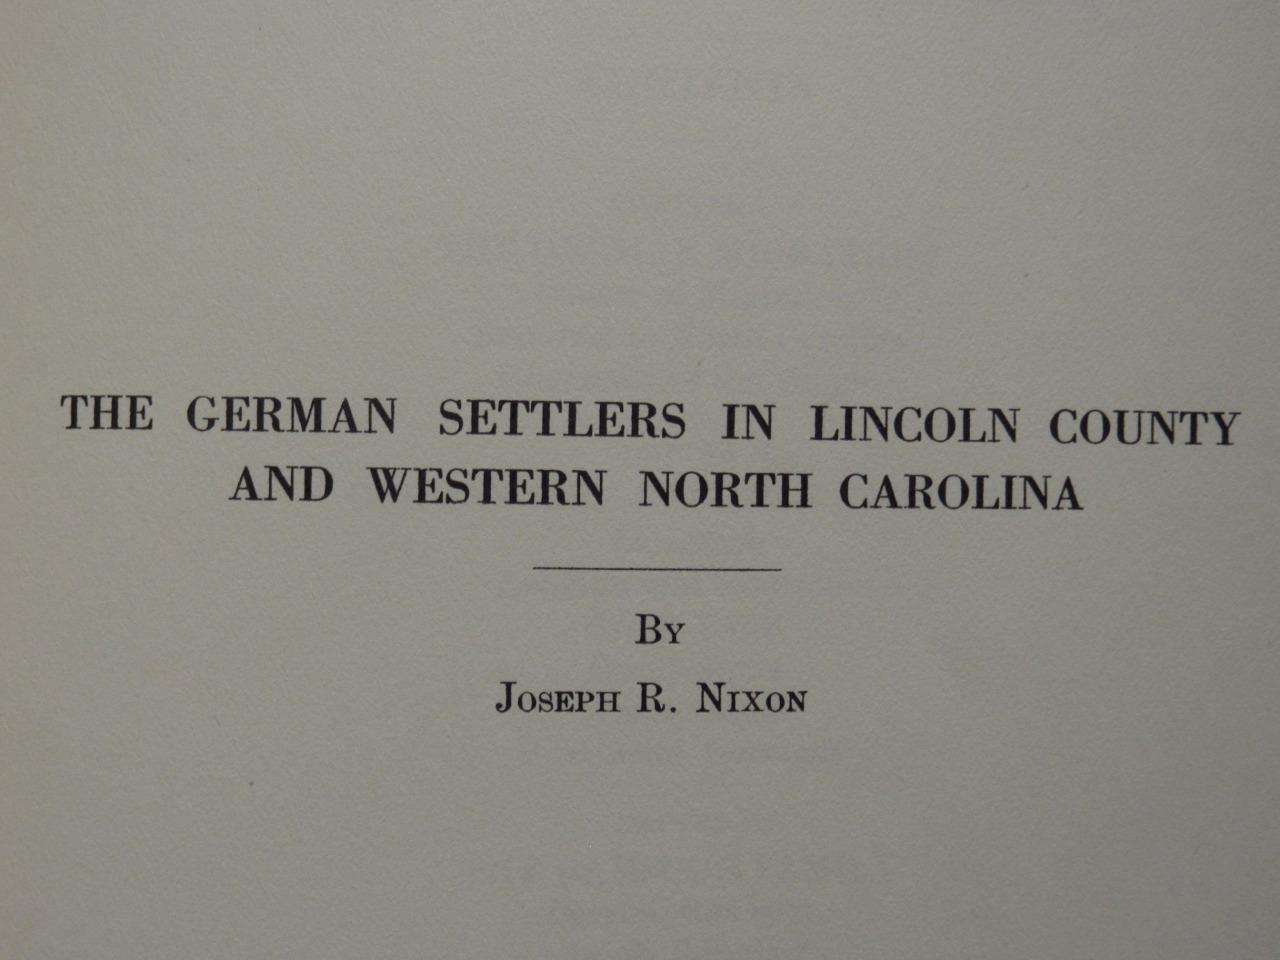 THE GERMAN SETTLERS IN LINCOLN COUNTY
AND WESTERN NORTH CAROLINA
By
Joseph R. Nixon